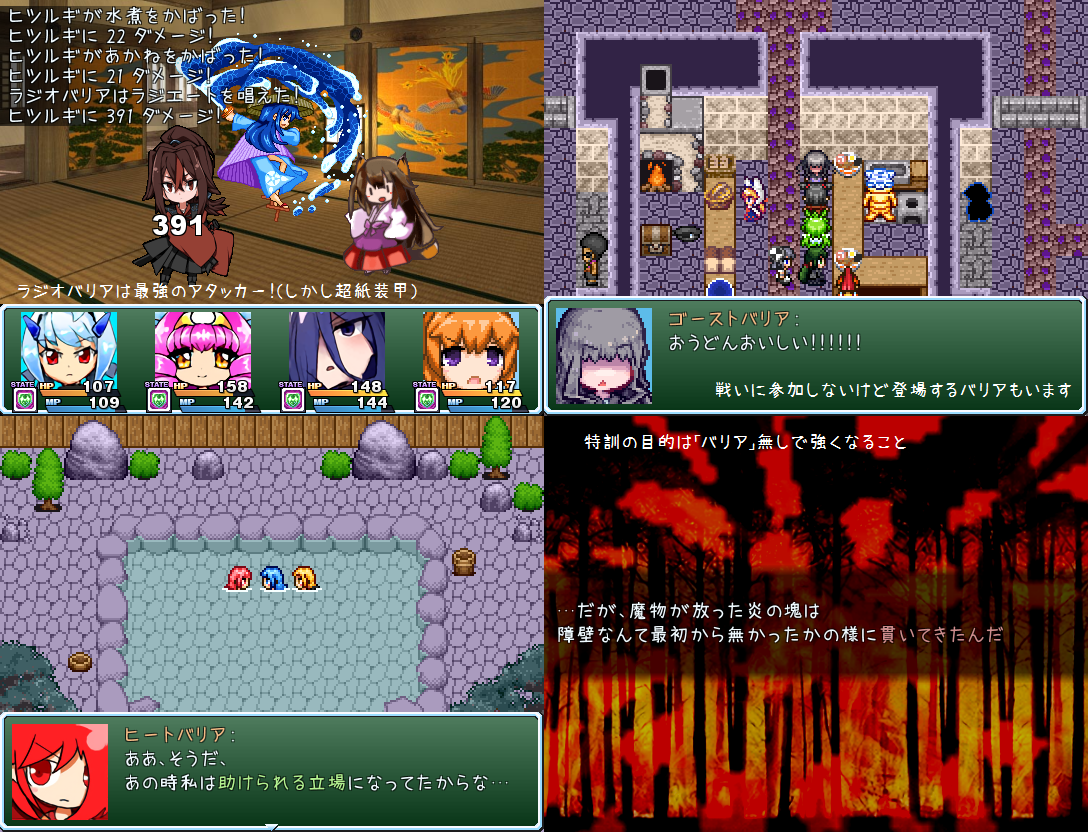 ヒツルギが水煮をかばった!
ヒツルギに 22 ダメージ!
ヒツルギがあかねをかばった!
ヒツルギに 21 ダメージ!
ラジオバリアはラジエートを唱えた!
ヒツルギに 391 ダメージ!
391
ラジオバリアは最強のアタッカー!(しかし超紙装甲)
STATE HP 107
MP 109
STATE HP 158
MP 142
STATE HP 148
MP 144
STATE HP 117
MP 120
ゴーストバリア:
おうどんおいしい!!!!!!
戦いに参加しないけど登場するバリアもいます
ヒートバリア:
ああ、そうだ、
あの時私は助けられる立場になってたからな…
特訓の目的は「バリア」無しで強くなること
…だが、魔物が放った炎の塊は
障壁なんて最初から無かったかの様に貫いてきたんだ